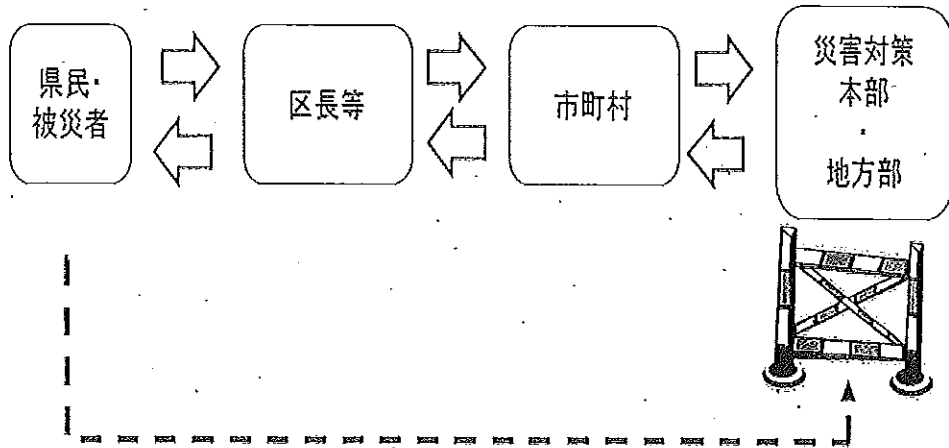 県民・
被災者
区長等
市町村
災害対策
本部
・
地方部